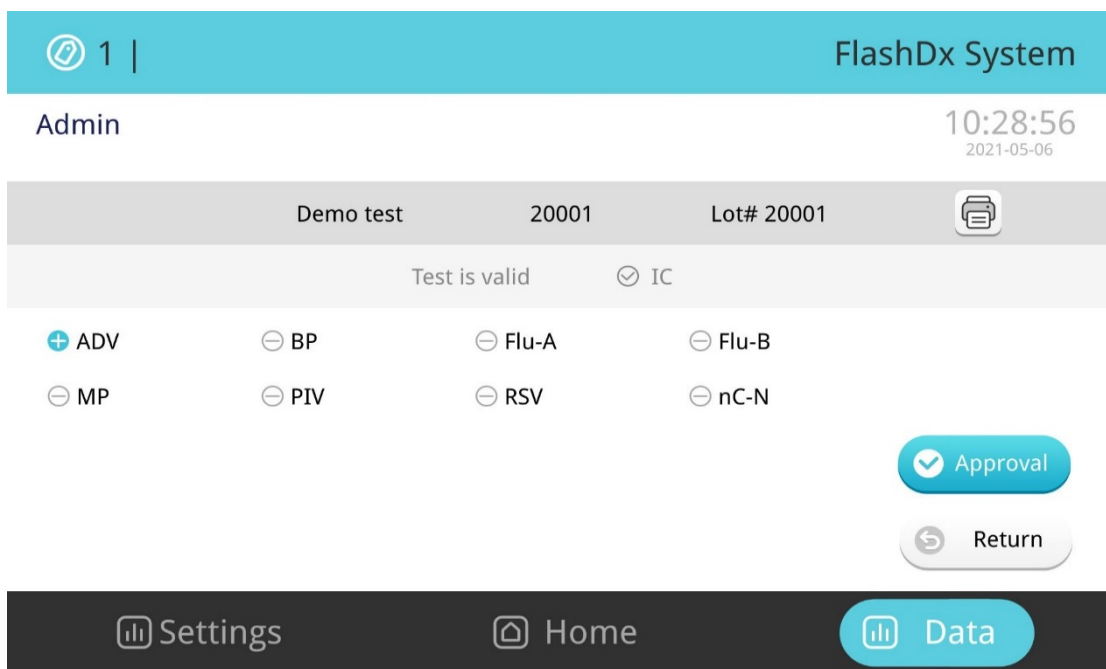 1 | FlashDx System
Admin 10:28:56
2021-05-06
Demo test 20001 Lot# 20001
Test is valid IC
ADV BP Flu-A Flu-B
MP PIV RSV nC-N
Approval
Return
Settings Home Data